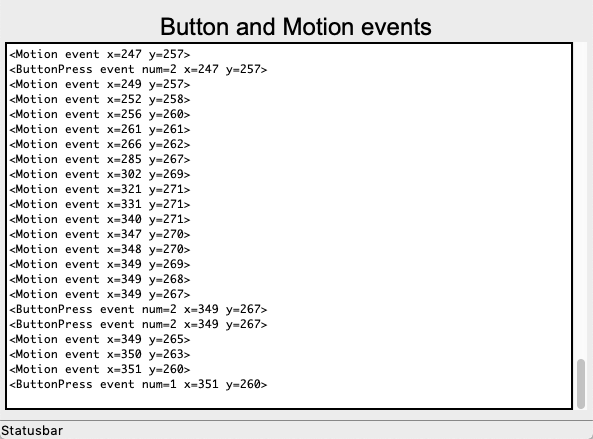 Button and Motion events
<Motion event x=247 y=257>
<ButtonPress event num=2 x=247 y=257>
<Motion event x=249 y=257>
<Motion event x=252 y=258>
<Motion event x=256 y=260>
<Motion event x=261 y=261>
<Motion event x=266 y=262>
<Motion event x=285 y=267>
<Motion event x=302 y=269>
<Motion event x=321 y=271>
<Motion event x=331 y=271>
<Motion event x=340 y=271>
<Motion event x=347 y=270>
<Motion event x=348 y=270>
<Motion event x=349 y=269>
<Motion event x=349 y=268>
<Motion event x=349 y=267>
<ButtonPress event num=2 x=349 y=267>
<ButtonPress event num=2 x=349 y=267>
<Motion event x=349 y=265>
<Motion event x=350 y=263>
<Motion event x=351 y=260>
<ButtonPress event num=1 x=351 y=260>
Statusbar